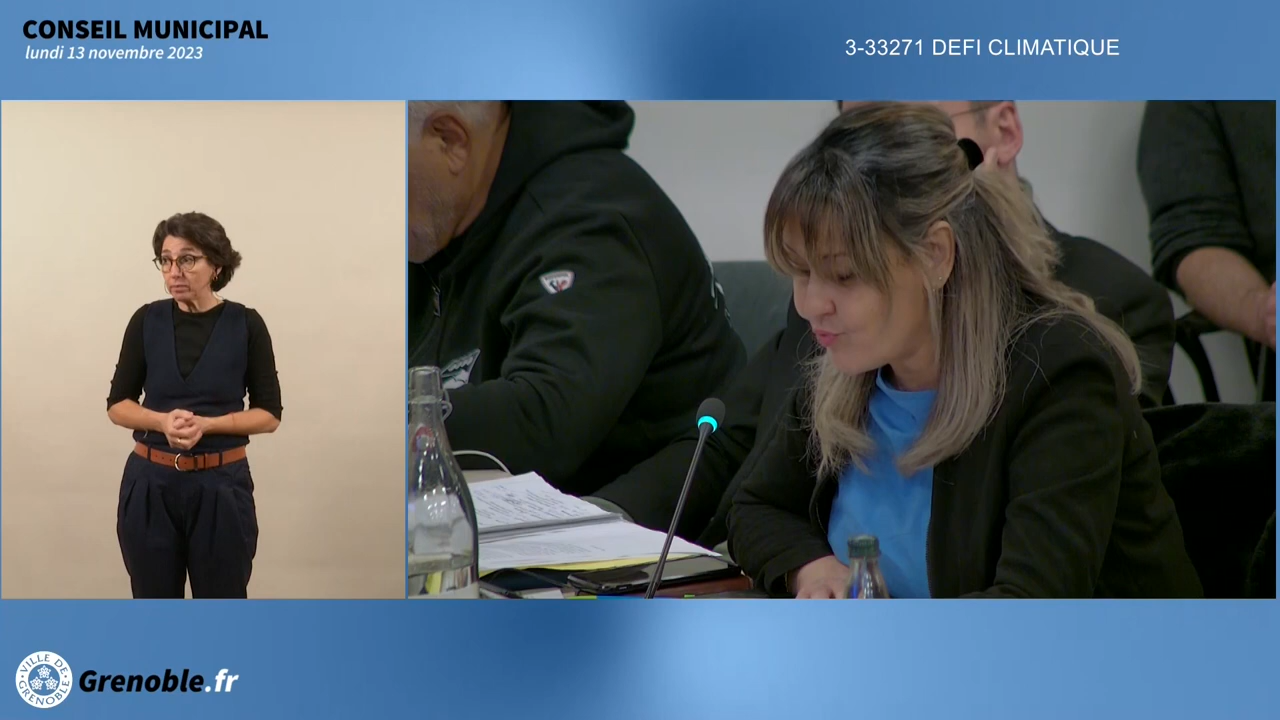 CONSEIL MUNICIPAL
lundi 13 novembre 2023
3-33271 DEFI CLIMATIQUE
VILLE DE
GRENOBLE
Grenoble.fr